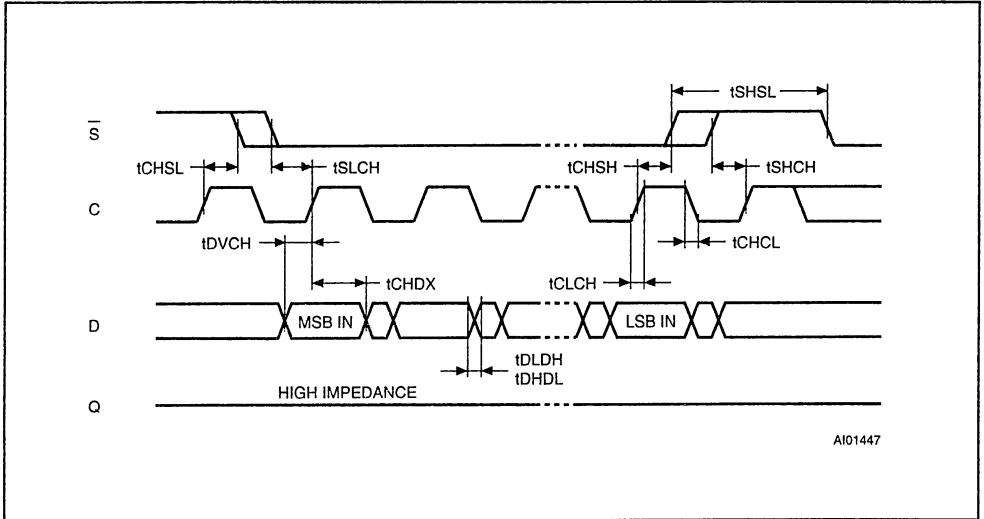 tSHSL
S̅
tCHSL
tSLCH
tCHSH
tSHCH
C
tDVCH
tCHCL
tCHDX
tCLCH
D
MSB IN
LSB IN
tDLDH
tDHDL
HIGH IMPEDANCE
Q
AI01447